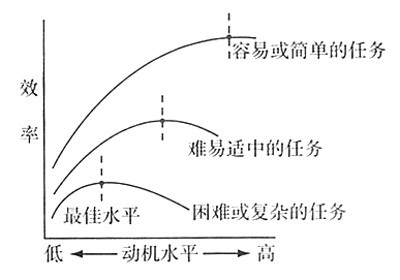 容易或简单的任务
效率
难易适中的任务
最佳水平
困难或复杂的任务
低
动机水平
高